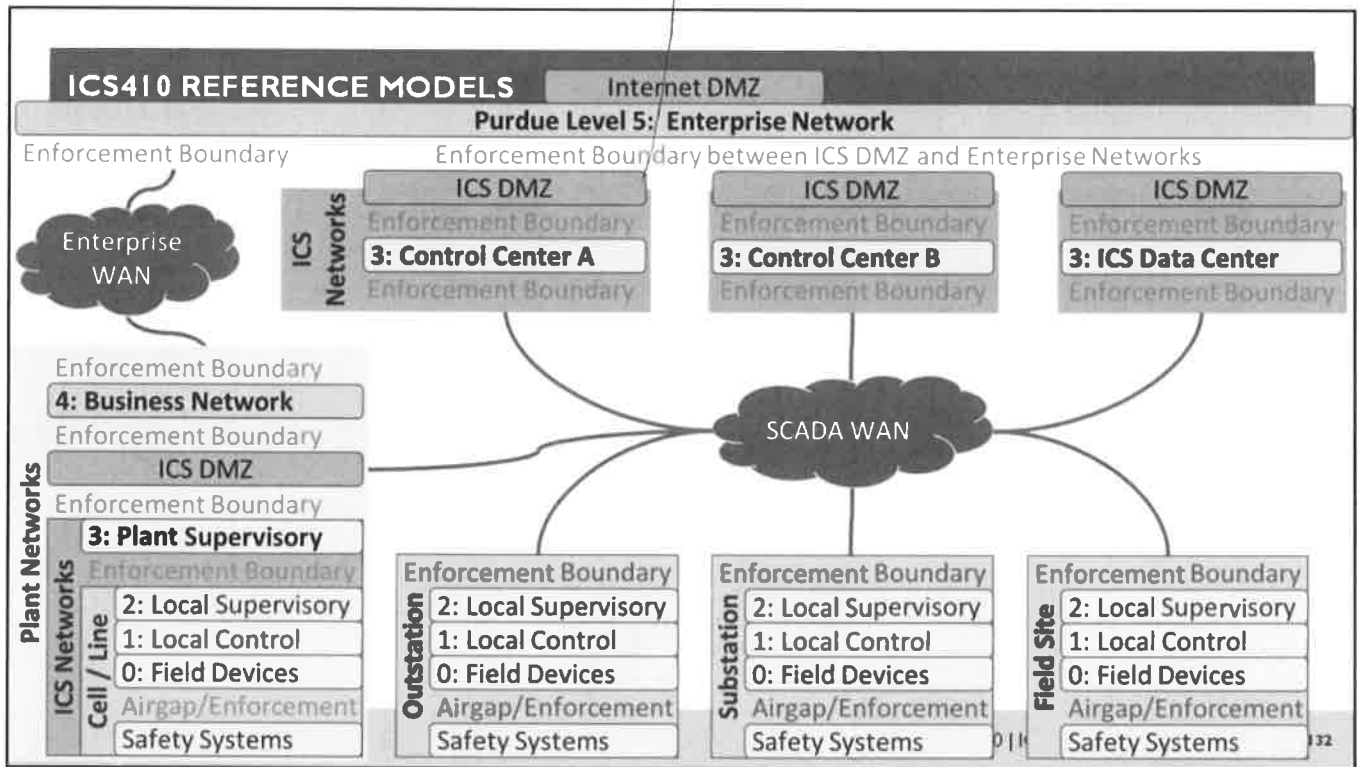 ICS410 REFERENCE MODELS
Internet DMZ
Purdue Level 5: Enterprise Network
Enforcement Boundary
Enforcement Boundary between ICS DMZ and Enterprise Networks
Enterprise
WAN
ICS
Networks
ICS DMZ
Enforcement Boundary
3: Control Center A
Enforcement Boundary
ICS DMZ
Enforcement Boundary
3: Control Center B
Enforcement Boundary
ICS DMZ
Enforcement Boundary
3: ICS Data Center
Enforcement Boundary
SCADA WAN
Plant Networks
Enforcement Boundary
4: Business Network
Enforcement Boundary
ICS DMZ
Enforcement Boundary
ICS Networks
3: Plant Supervisory
Enforcement Boundary
Cell / Line
2: Local Supervisory
1: Local Control
0: Field Devices
Airgap/Enforcement
Safety Systems
Outstation
Enforcement Boundary
2: Local Supervisory
1: Local Control
0: Field Devices
Airgap/Enforcement
Safety Systems
Substation
Enforcement Boundary
2: Local Supervisory
1: Local Control
0: Field Devices
Airgap/Enforcement
Safety Systems
Field Site
Enforcement Boundary
2: Local Supervisory
1: Local Control
0: Field Devices
Airgap/Enforcement
Safety Systems
132